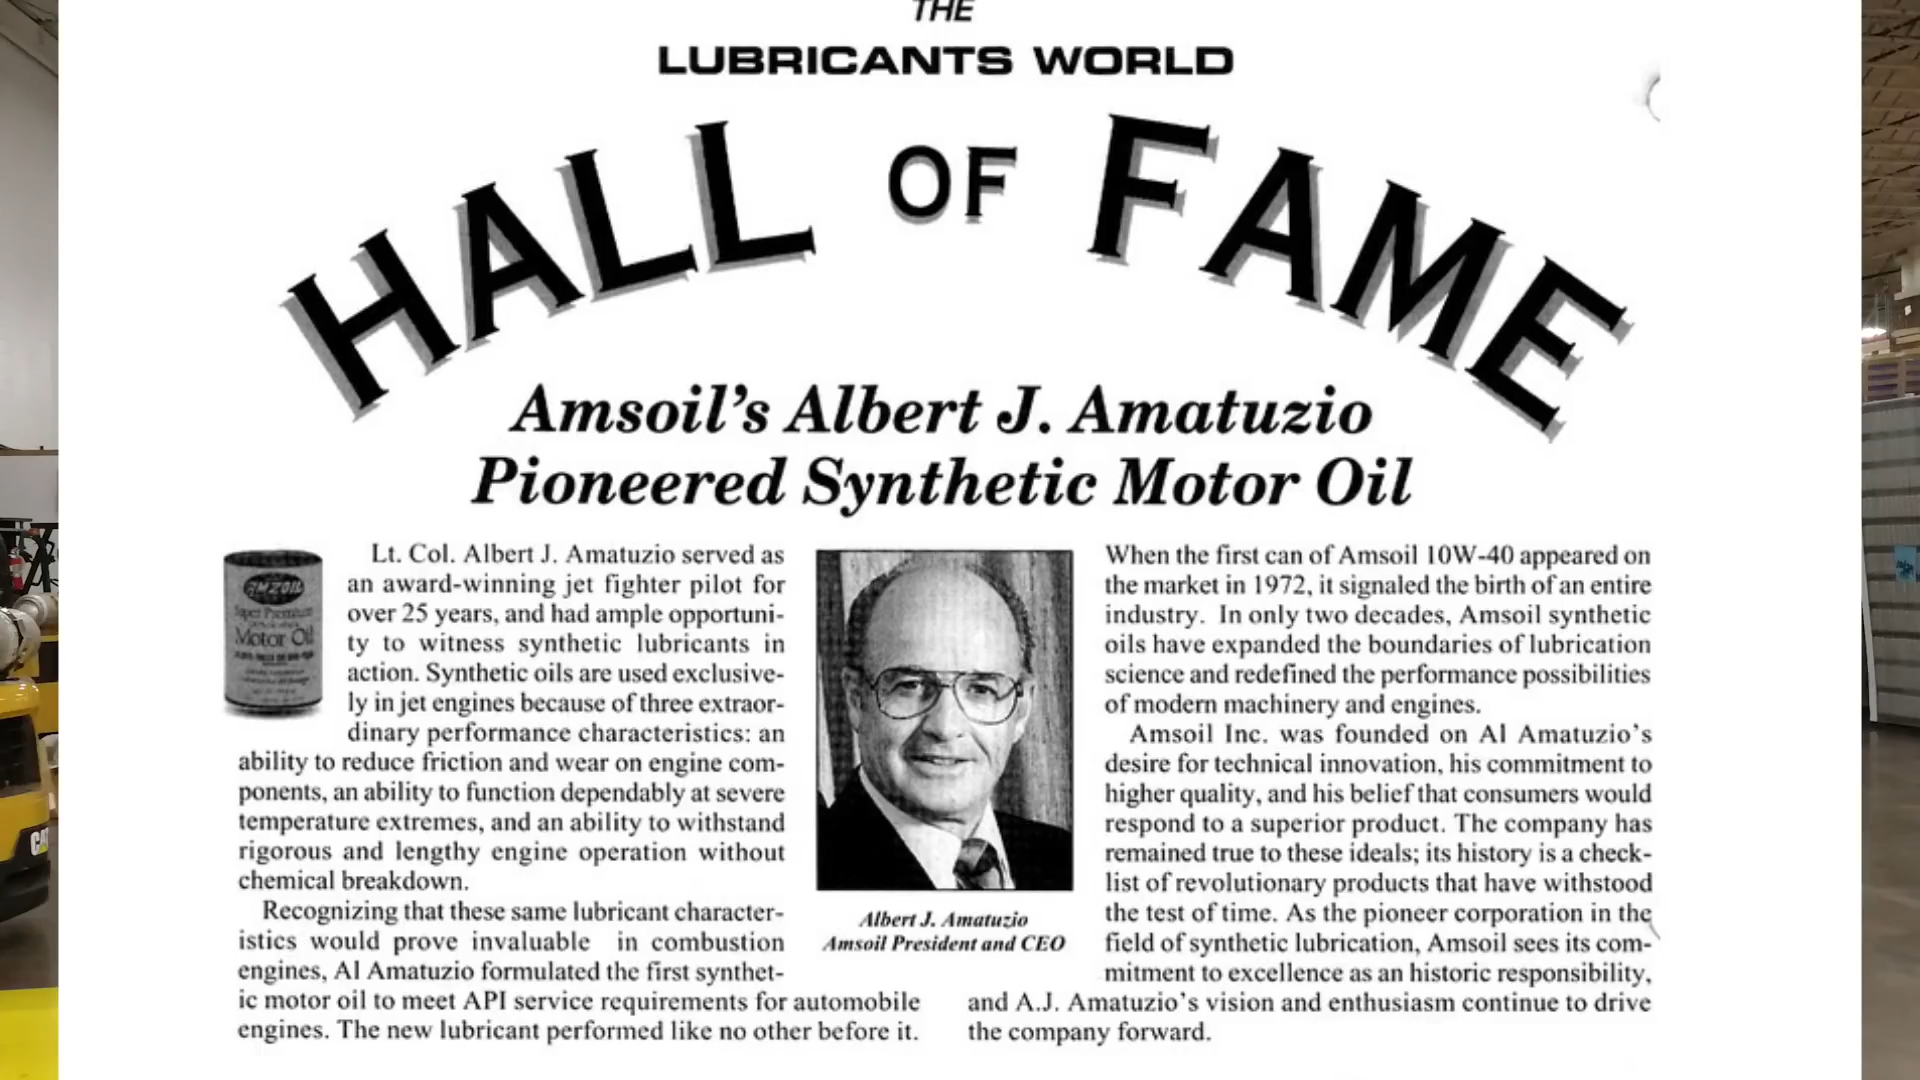 THE
LUBRICANTS WORLD
HALL OF FAME
Amsoil's Albert J. Amatuzio
Pioneered Synthetic Motor Oil
AMZOIL
Super Premium
Motor Oil
Lt. Col. Albert J. Amatuzio served as
an award-winning jet fighter pilot for
over 25 years, and had ample opportuni-
ty to witness synthetic lubricants in
action. Synthetic oils are used exclusive-
ly in jet engines because of three extraor-
dinary performance characteristics: an
ability to reduce friction and wear on engine com-
ponents, an ability to function dependably at severe
temperature extremes, and an ability to withstand
rigorous and lengthy engine operation without
chemical breakdown.
Recognizing that these same lubricant character-
istics would prove invaluable in combustion
engines, Al Amatuzio formulated the first synthet-
ic motor oil to meet API service requirements for automobile
engines. The new lubricant performed like no other before it.
Albert J. Amatuzio
Amsoil President and CEO
When the first can of Amsoil 10W-40 appeared on
the market in 1972, it signaled the birth of an entire
industry. In only two decades, Amsoil synthetic
oils have expanded the boundaries of lubrication
science and redefined the performance possibilities
of modern machinery and engines.
Amsoil Inc. was founded on Al Amatuzio's
desire for technical innovation, his commitment to
higher quality, and his belief that consumers would
respond to a superior product. The company has
remained true to these ideals; its history is a check-
list of revolutionary products that have withstood
the test of time. As the pioneer corporation in the
field of synthetic lubrication, Amsoil sees its com-
mitment to excellence as an historic responsibility,
and A.J. Amatuzio's vision and enthusiasm continue to drive
the company forward.